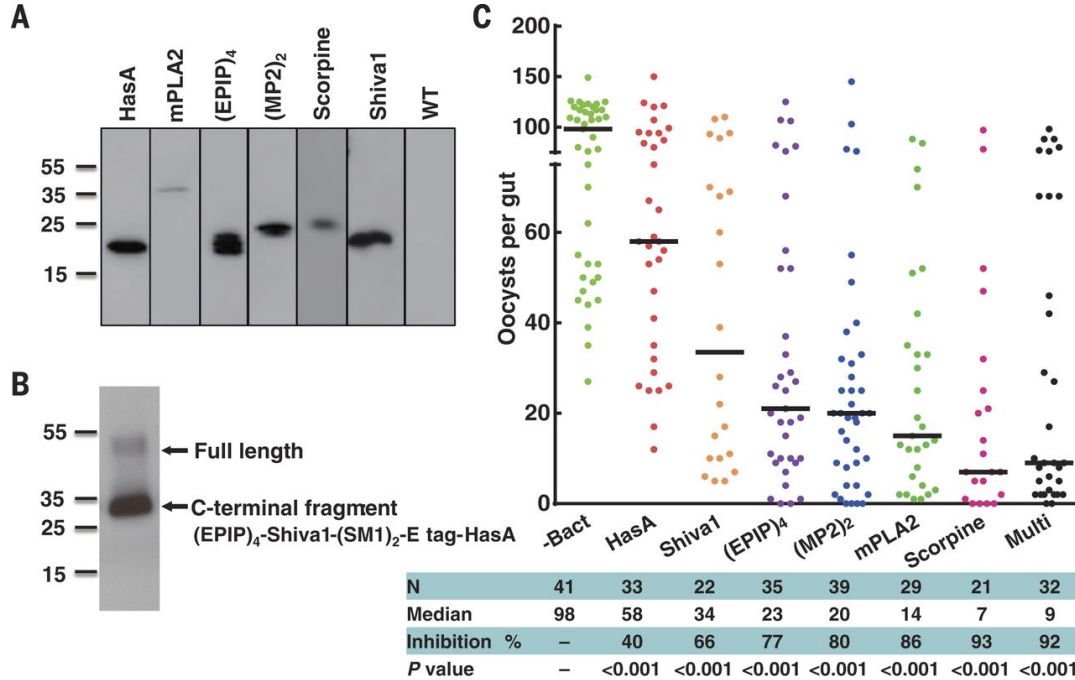 A
HasA
mPLA2
(EPIP)4
(MP2)2
Scorpine
Shiva1
WT
55
35
25
15
B
55
35
25
15
Full length
C-terminal fragment
(EPIP)4-Shiva1-(SM1)2-E tag-HasA
C
Oocysts per gut
200
150
100
60
40
20
0
-Bact
HasA
Shiva1
(EPIP)4
(MP2)2
mPLA2
Scorpine
Multi
N 41 33 22 35 39 29 21 32
Median 98 58 34 23 20 14 7 9
Inhibition % – 40 66 77 80 86 93 92
P value – <0.001 <0.001 <0.001 <0.001 <0.001 <0.001 <0.001